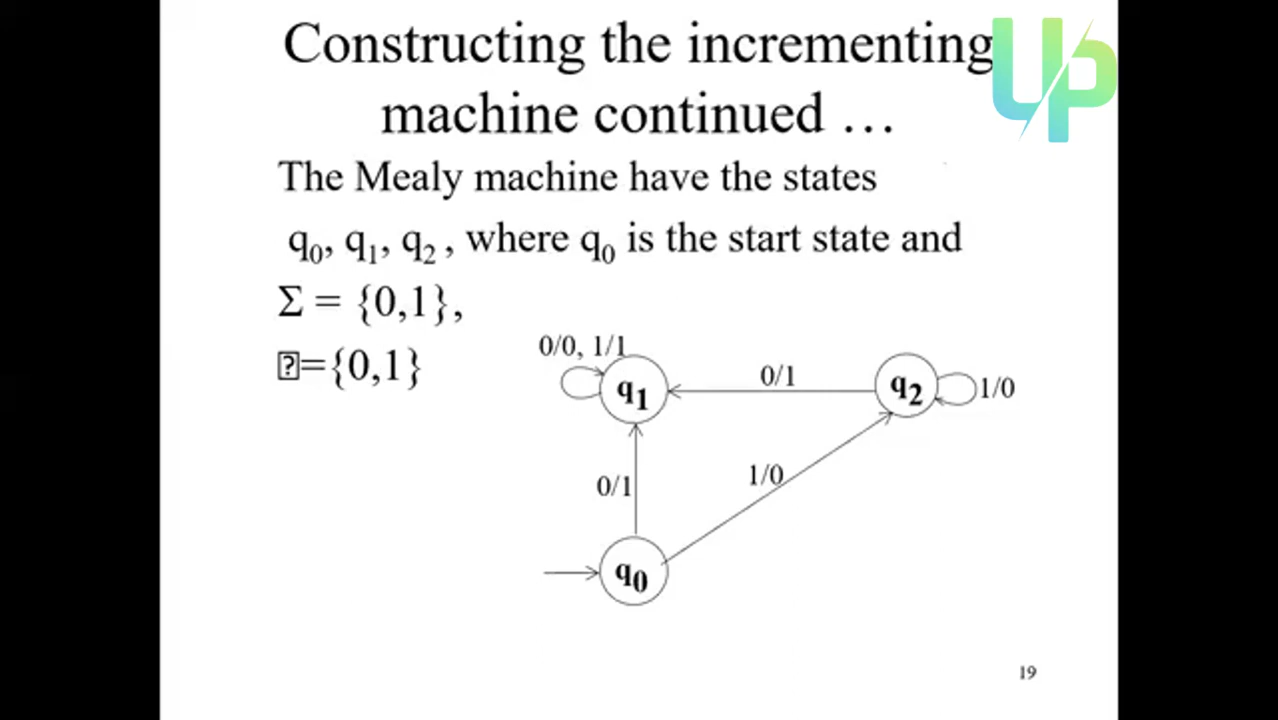 Constructing the incrementing
machine continued …
UP
The Mealy machine have the states
q0, q1, q2 , where q0 is the start state and
Σ = {0,1},
⍰={0,1}
0/0, 1/1
q1
0/1
q2
1/0
0/1
1/0
q0
19